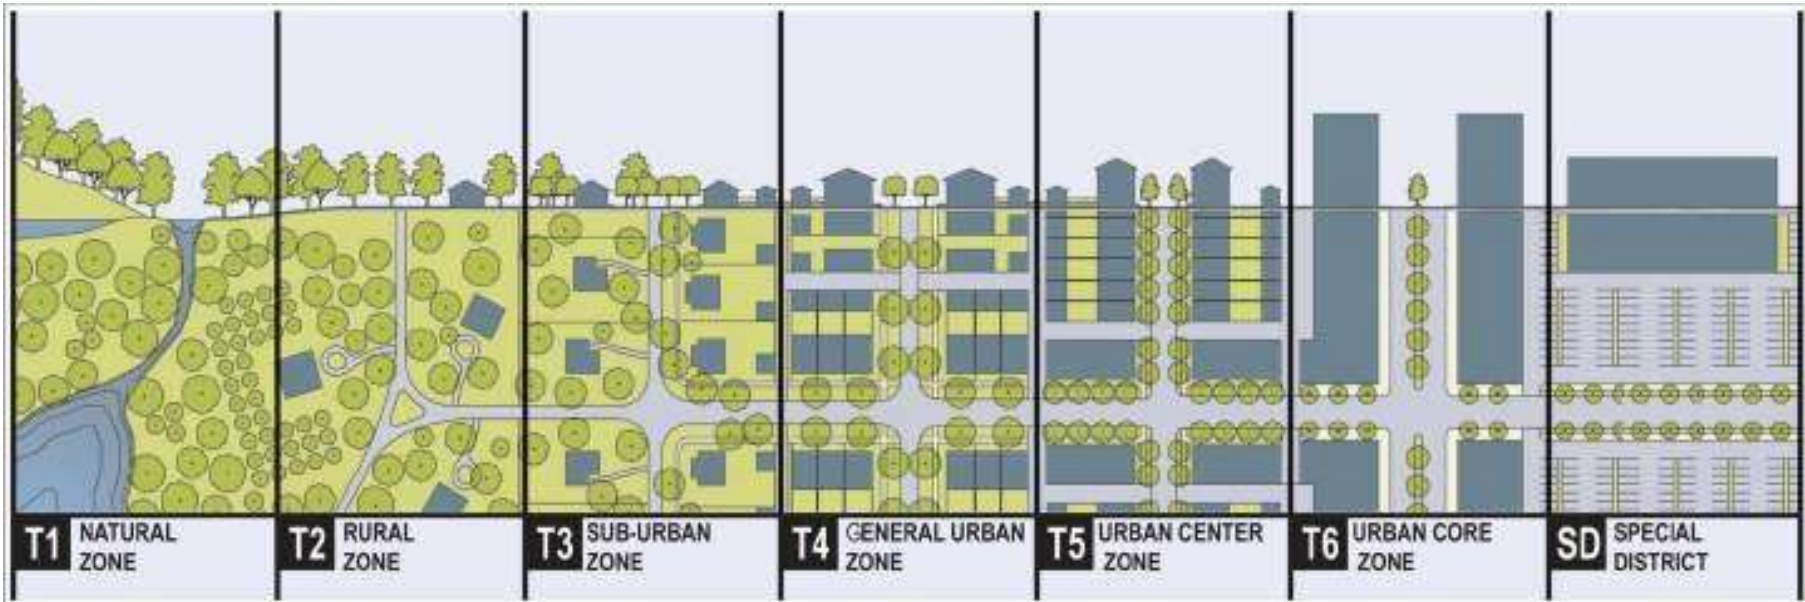 T1 NATURAL
ZONE
T2 RURAL
ZONE
T3 SUB-URBAN
ZONE
T4 GENERAL URBAN
ZONE
T5 URBAN CENTER
ZONE
T6 URBAN CORE
ZONE
SD SPECIAL
DISTRICT